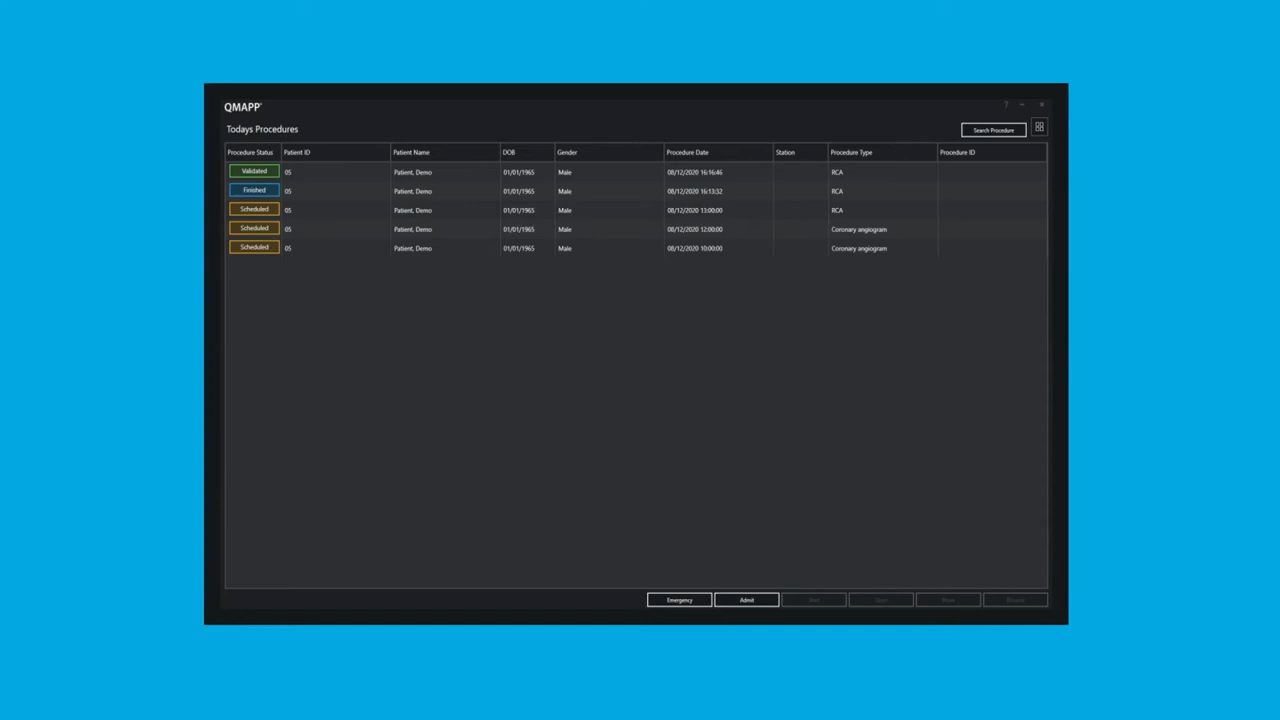 QMAPP
? – ×
Todays Procedures
Search Procedure
Procedure Status Patient ID Patient Name DOB Gender Procedure Date Station Procedure Type Procedure ID
Validated 05 Patient, Demo 01/01/1965 Male 08/12/2020 16:16:46 RCA
Finished 05 Patient, Demo 01/01/1965 Male 08/12/2020 16:13:32 RCA
Scheduled 05 Patient, Demo 01/01/1965 Male 08/12/2020 13:00:00 RCA
Scheduled 05 Patient, Demo 01/01/1965 Male 08/12/2020 12:00:00 Coronary angiogram
Scheduled 05 Patient, Demo 01/01/1965 Male 08/12/2020 10:00:00 Coronary angiogram
Emergency Admit